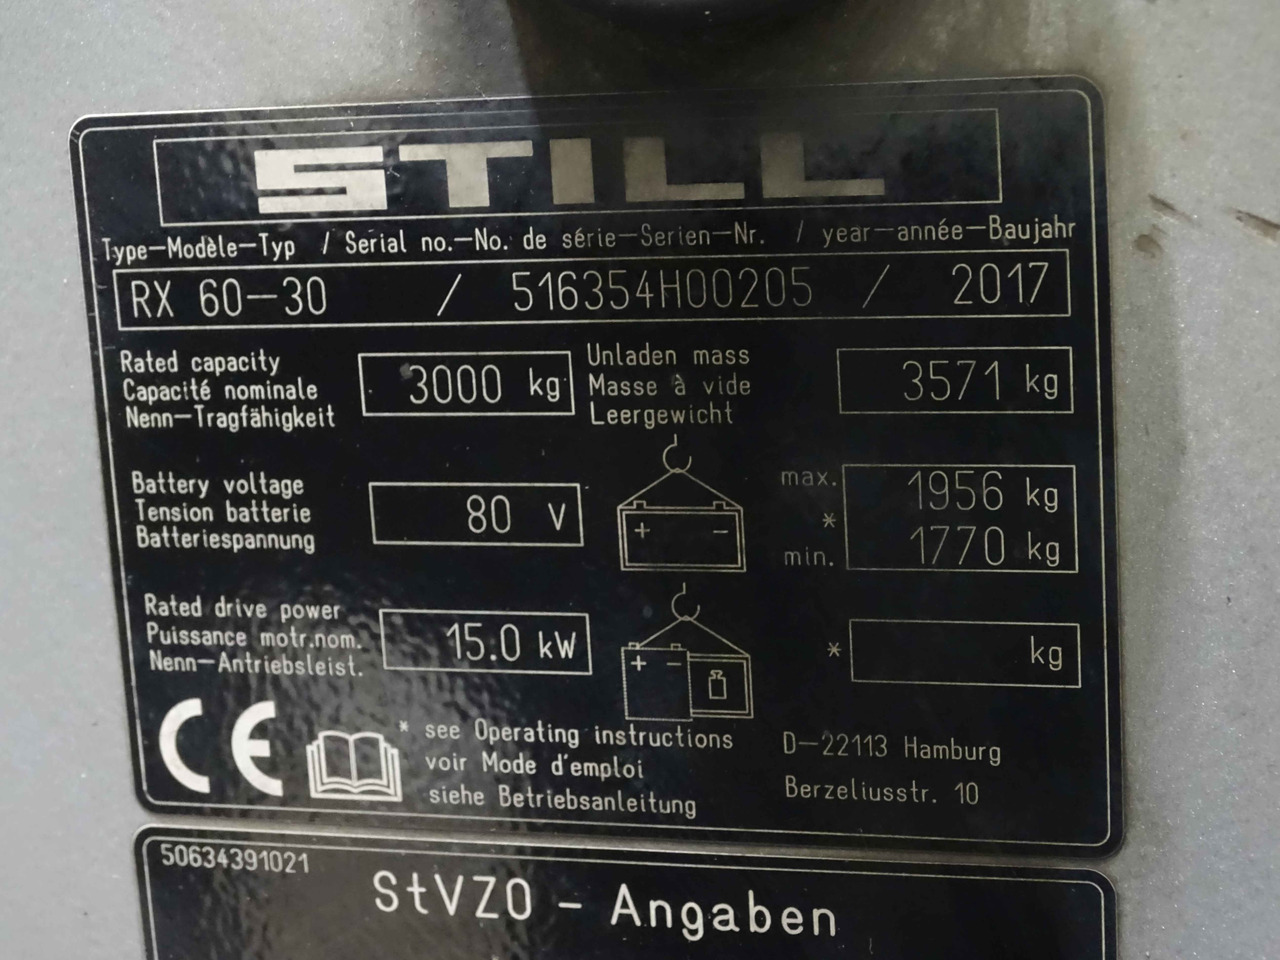 STILL
Type-Modèle-Typ / Serial no.-No. de série-Serien-Nr. / year-année-Baujahr
RX 60-30 / 516354H00205 / 2017
Rated capacity
Capacité nominale
Nenn-Tragfähigkeit
3000 kg
Unladen mass
Masse à vide
Leergewicht
3571 kg
Battery voltage
Tension batterie
Batteriespannung
80 V
+ -
max. 1956 kg
*
min. 1770 kg
Rated drive power
Puissance motr.nom.
Nenn-Antriebsleist.
15.0 kW
+ -
* kg
CE
* see Operating instructions
voir Mode d'emploi
siehe Betriebsanleitung
D-22113 Hamburg
Berzeliusstr. 10
50634391021
StVZO - Angaben